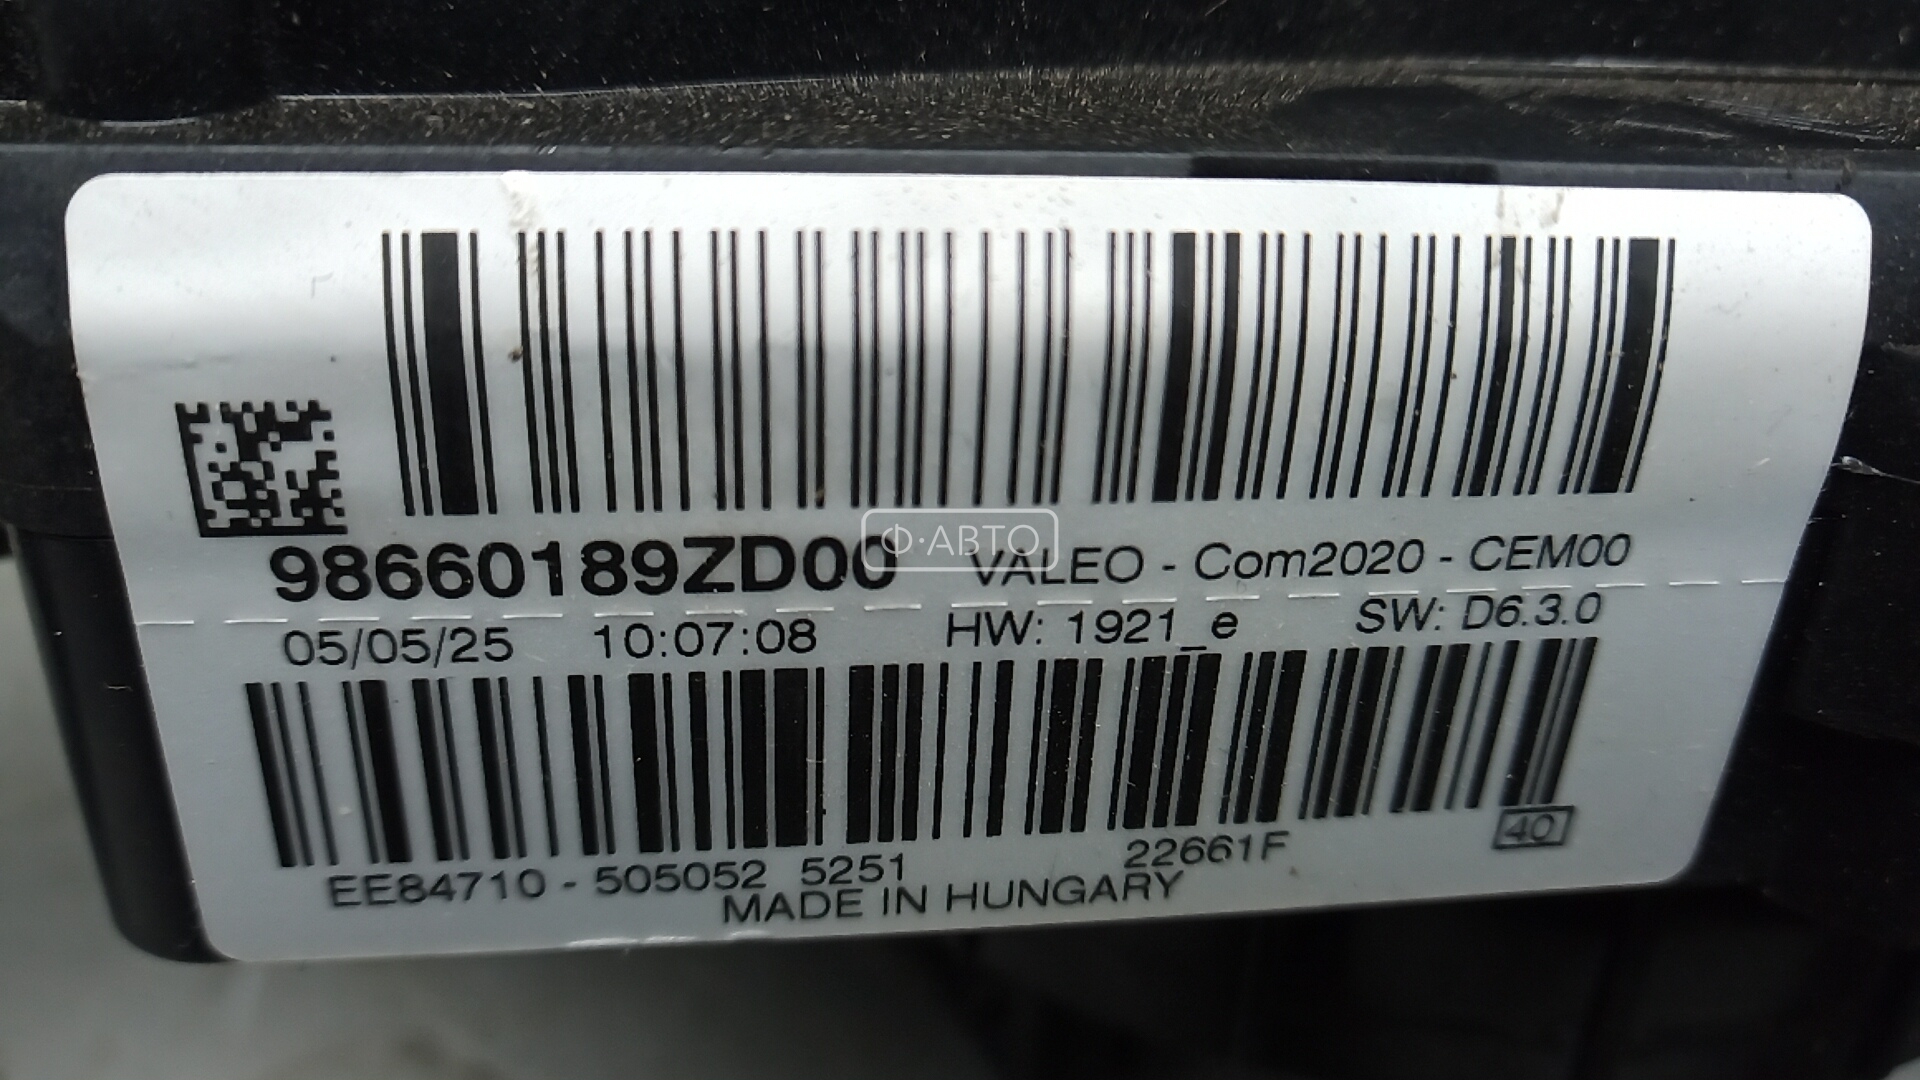 98660189ZD00 VALEO - Com2020 - CEM00
Ф·АВТО
05/05/25 10:07:08 HW: 1921_e SW: D6.3.0
EE84710 - 505052 5251 22661F 40
MADE IN HUNGARY